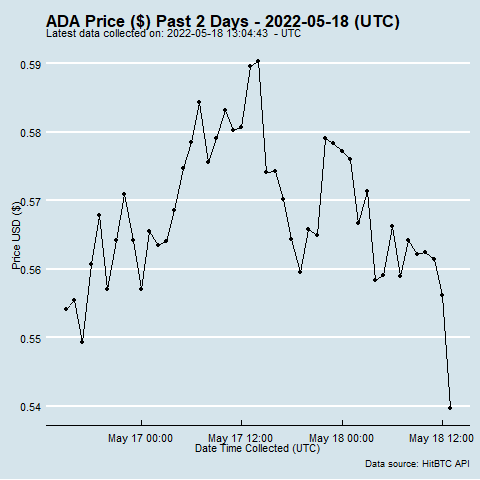 ADA Price ($) Past 2 Days - 2022-05-18 (UTC)
Latest data collected on: 2022-05-18 13:04:43 - UTC
0.59
0.58
0.57
0.56
0.55
0.54
Price USD ($)
May 17 00:00 May 17 12:00 May 18 00:00 May 18 12:00
Date Time Collected (UTC)
Data source: HitBTC API